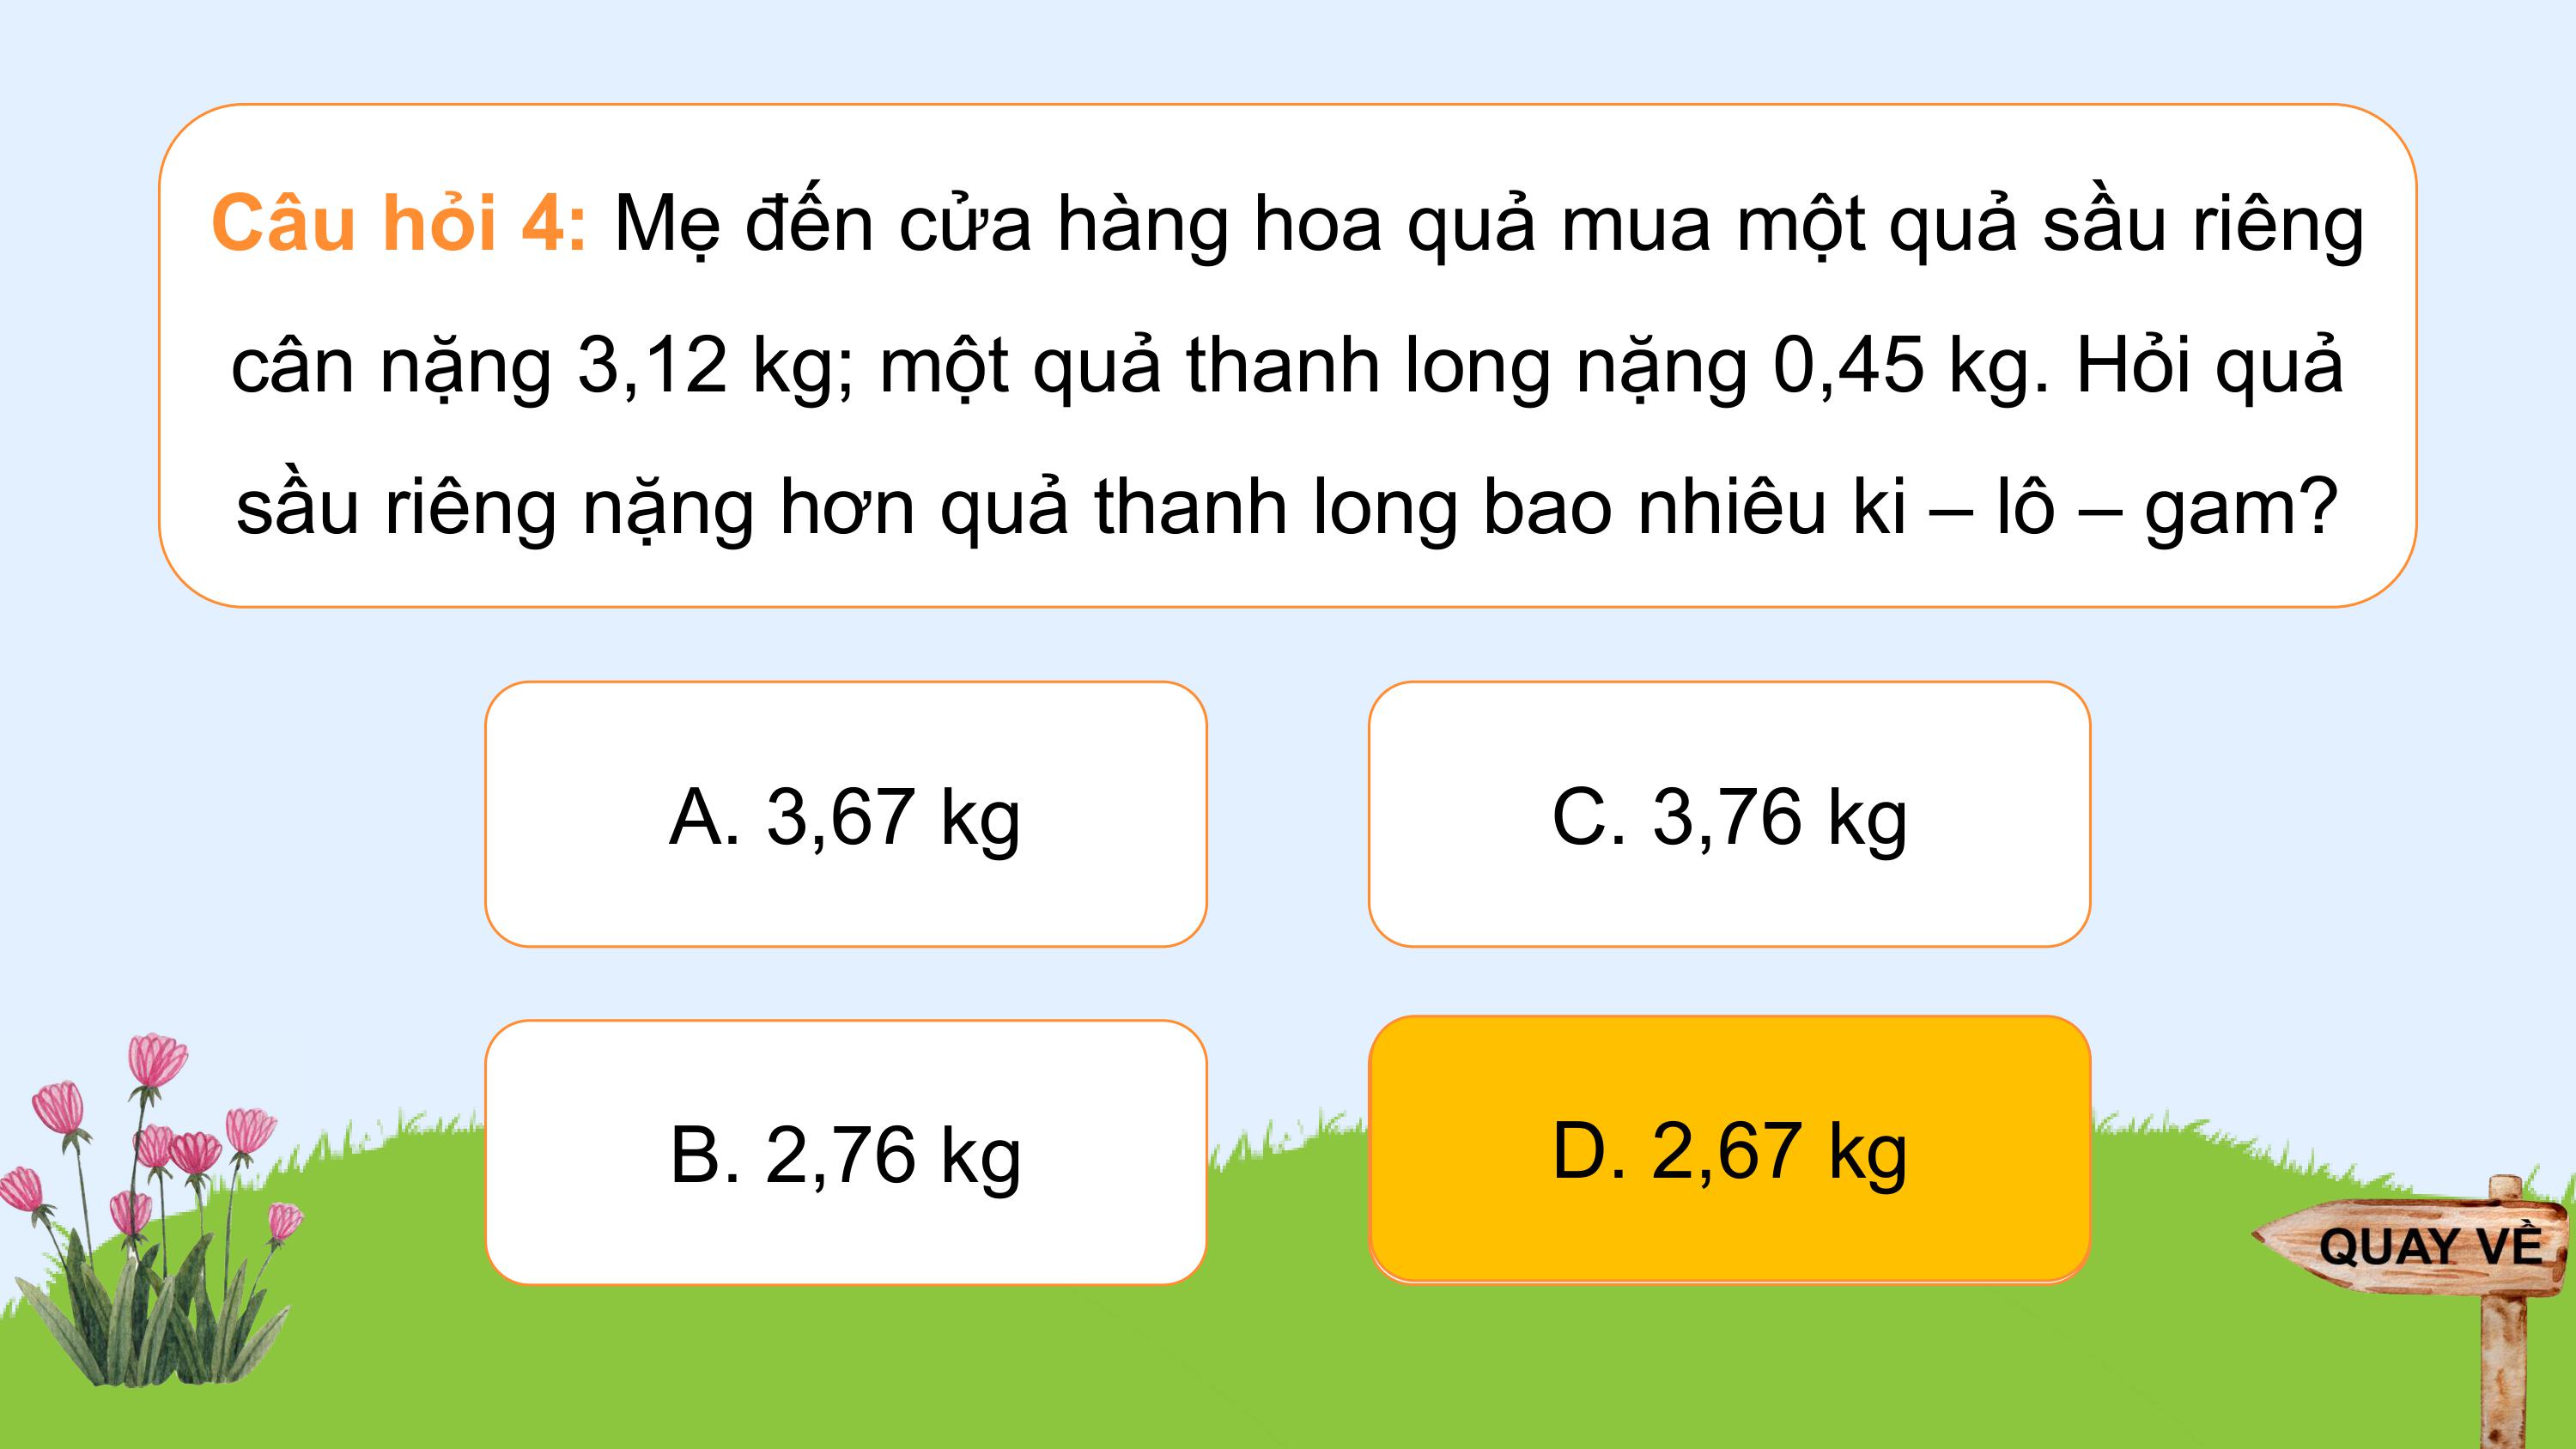 Câu hỏi 4: Mẹ đến cửa hàng hoa quả mua một quả sầu riêng
cân nặng 3,12 kg; một quả thanh long nặng 0,45 kg. Hỏi quả
sầu riêng nặng hơn quả thanh long bao nhiêu ki – lô – gam?
A. 3,67 kg
C. 3,76 kg
B. 2,76 kg
D. 2,67 kg
QUAY VỀ